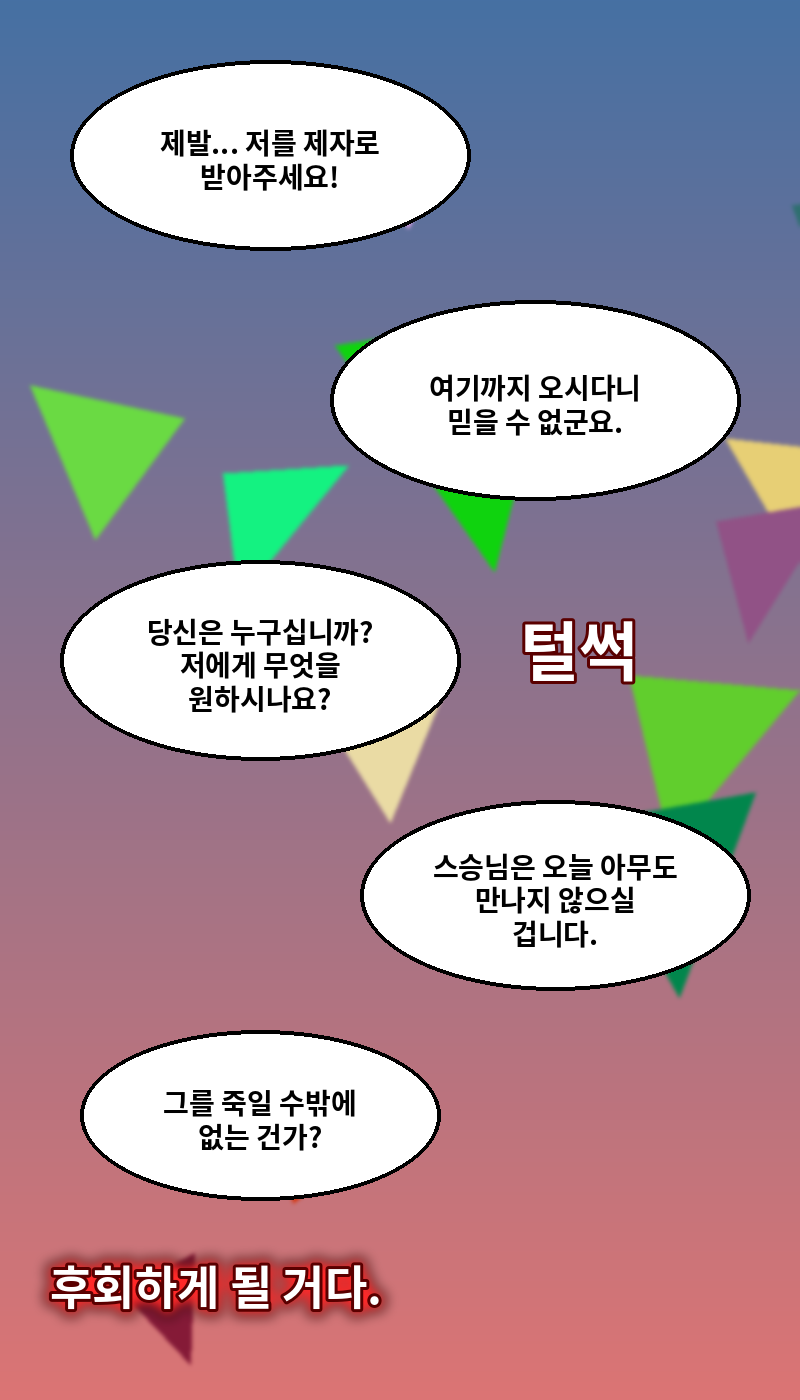 제발... 저를 제자로
받아주세요!
여기까지 오시다니
믿을 수 없군요.
당신은 누구십니까?
저에게 무엇을
원하시나요?
털썩
스승님은 오늘 아무도
만나지 않으실
겁니다.
그를 죽일 수밖에
없는 건가?
후회하게 될 거다.